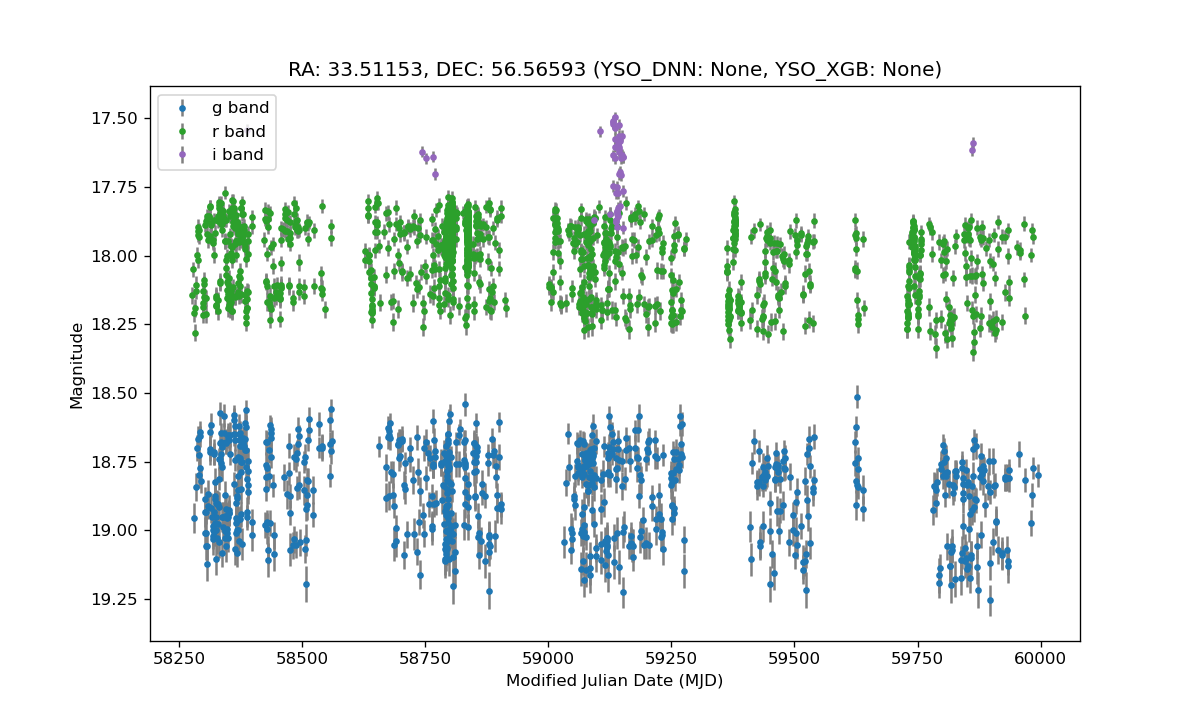 RA: 33.51153, DEC: 56.56593 (YSO_DNN: None, YSO_XGB: None)
g band
r band
i band
17.50
17.75
18.00
18.25
18.50
18.75
19.00
19.25
Magnitude
58250 58500 58750 59000 59250 59500 59750 60000
Modified Julian Date (MJD)